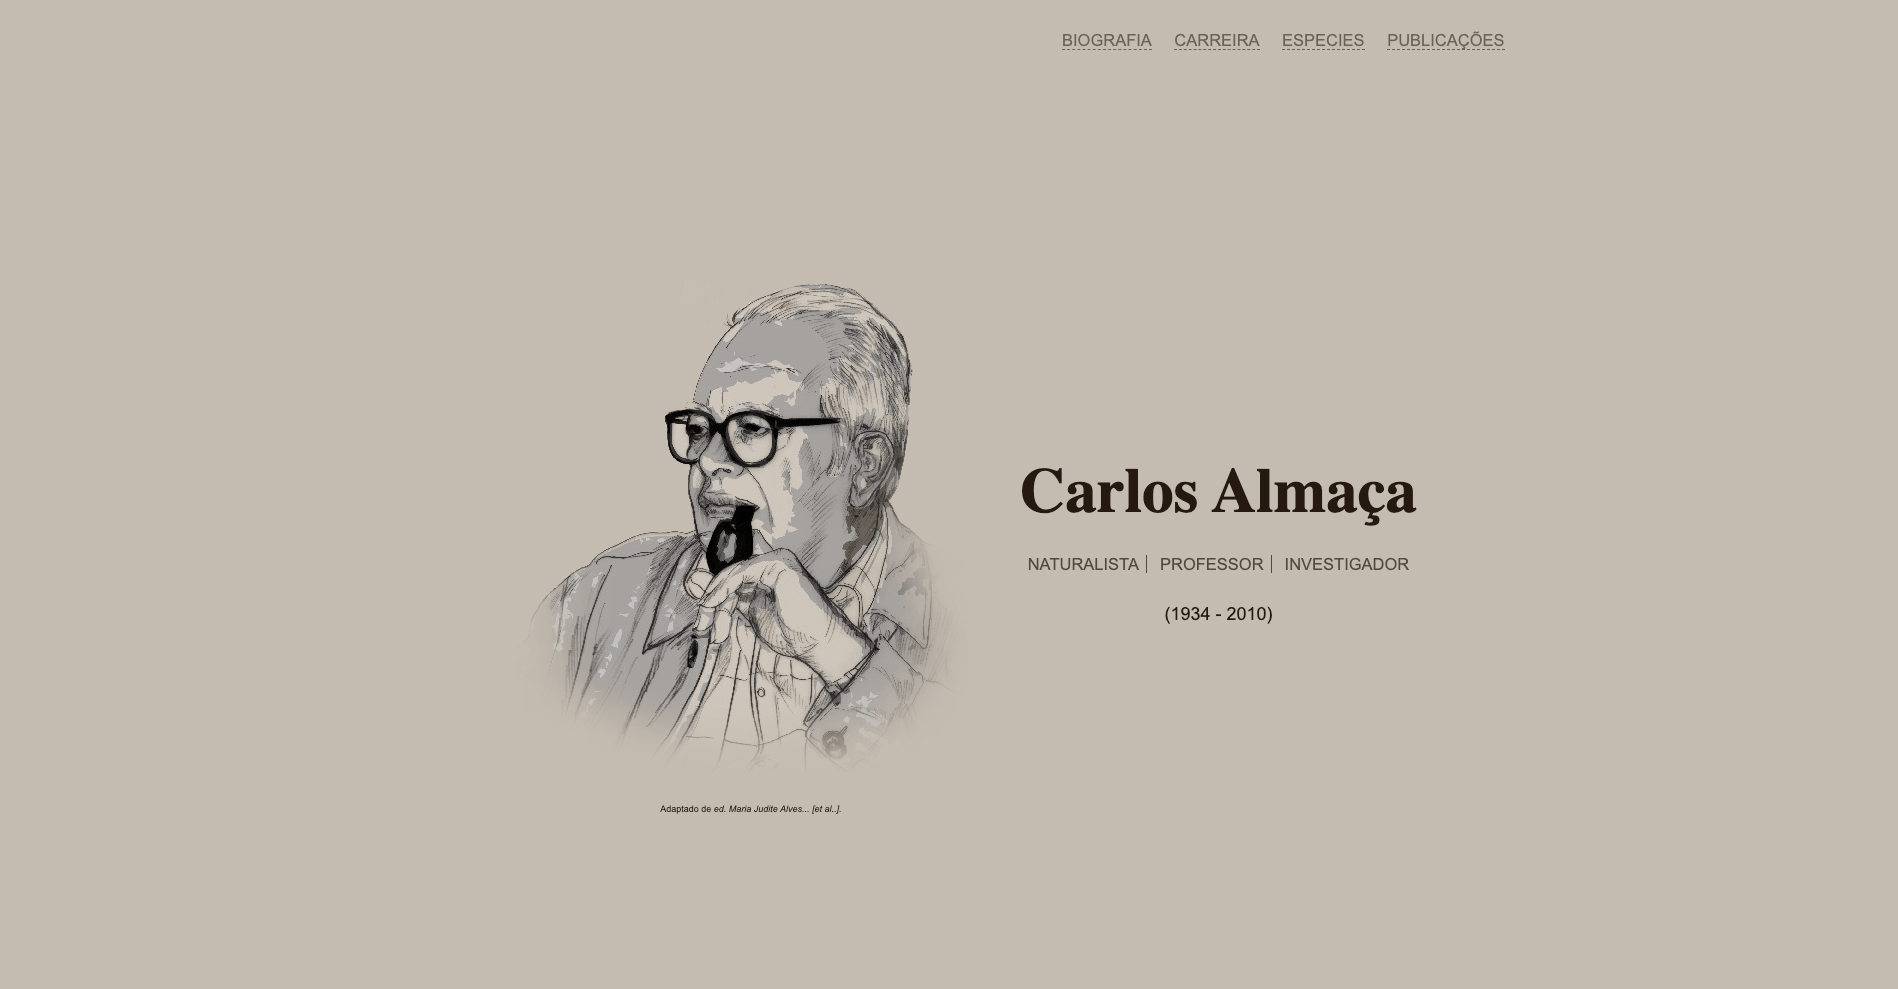 BIOGRAFIA CARREIRA ESPECIES PUBLICAÇÕES
Carlos Almaça
NATURALISTA | PROFESSOR | INVESTIGADOR
(1934 - 2010)
Adaptado de ed. Maria Judite Alves... [et al..].